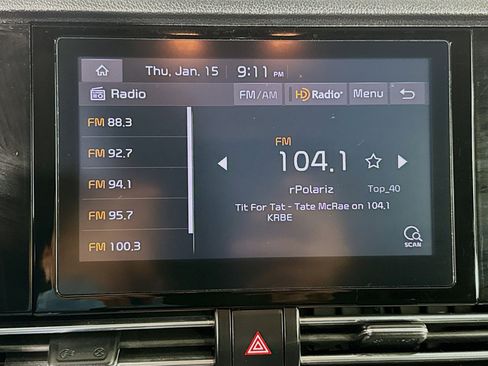 Thu, Jan. 15 9:11 PM
Radio FM/AM HD Radio Menu
FM 88.3
FM 92.7
FM 94.1
FM 95.7
FM 100.3
FM
104.1
rPolariz Top_40
Tit For Tat - Tate McRae on 104.1
KRBE
SCAN